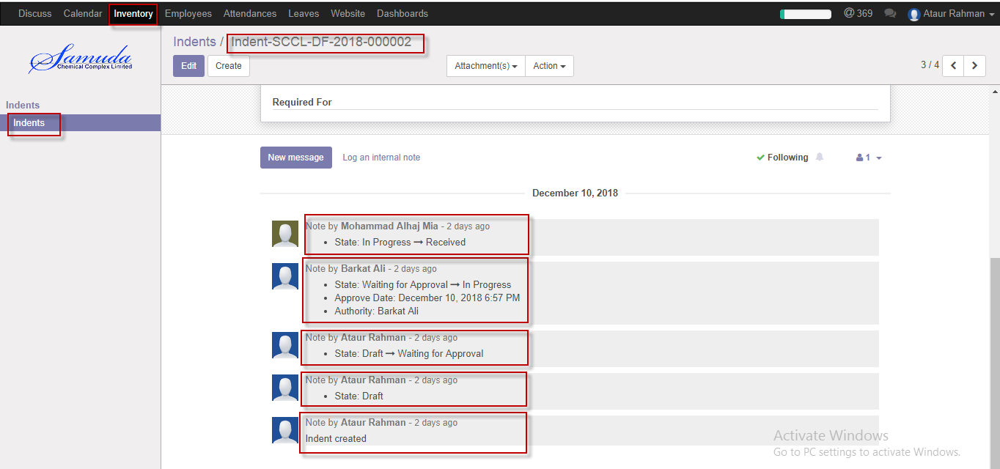 Discuss Calendar Inventory Employees Attendances Leaves Website Dashboards @ 369 Ataur Rahman
Samuda
Chemical Complex Limited
Indents / Indent-SCCL-DF-2018-000002
Edit Create Attachment(s) Action 3 / 4
Indents
Indents
Required For
New message Log an internal note Following 1
December 10, 2018
Note by Mohammad Alhaj Mia - 2 days ago
• State: In Progress → Received
Note by Barkat Ali - 2 days ago
• State: Waiting for Approval → In Progress
• Approve Date: December 10, 2018 6:57 PM
• Authority: Barkat Ali
Note by Ataur Rahman - 2 days ago
• State: Draft → Waiting for Approval
Note by Ataur Rahman - 2 days ago
• State: Draft
Note by Ataur Rahman - 2 days ago
Indent created
Activate Windows
Go to PC settings to activate Windows.